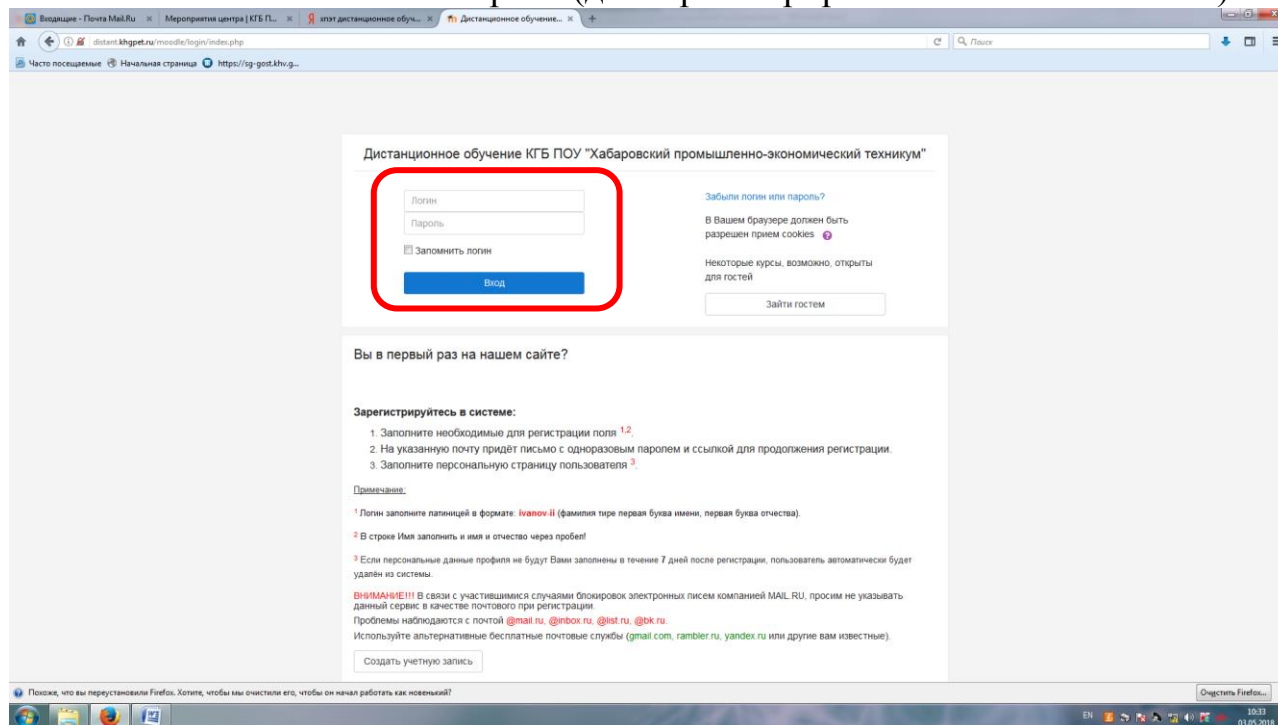 Входящие - Почта Mail.Ru
Мероприятия центра | КГБ П...
хпэт дистанционное обуч...
Дистанционное обучение...
distant.khgpet.ru/moodle/login/index.php
Поиск
Часто посещаемые
Начальная страница
https://sg-gost.khv.g...
Дистанционное обучение КГБ ПОУ "Хабаровский промышленно-экономический техникум"
Логин
Пароль
Запомнить логин
Вход
Забыли логин или пароль?
В Вашем браузере должен быть
разрешен прием cookies
Некоторые курсы, возможно, открыты
для гостей
Зайти гостем
Вы в первый раз на нашем сайте?
Зарегистрируйтесь в системе:
1. Заполните необходимые для регистрации поля 1,2.
2. На указанную почту придёт письмо с одноразовым паролем и ссылкой для продолжения регистрации.
3. Заполните персональную страницу пользователя 3.
Примечание:
1 Логин заполните латиницей в формате: ivanov-ii (фамилия тире первая буква имени, первая буква отчества).
2 В строке Имя заполнить и имя и отчество через пробел!
3 Если персональные данные профиля не будут Вами заполнены в течение 7 дней после регистрации, пользователь автоматически будет
удалён из системы.
ВНИМАНИЕ!!! В связи с участившимися случаями блокировок электронных писем компанией MAIL.RU, просим не указывать
данный сервис в качестве почтового при регистрации.
Проблемы наблюдаются с почтой @mail.ru, @inbox.ru, @list.ru, @bk.ru.
Используйте альтернативные бесплатные почтовые службы (gmail.com, rambler.ru, yandex.ru или другие вам известные).
Создать учетную запись
Похоже, что вы переустановили Firefox. Хотите, чтобы мы очистили его, чтобы он начал работать как новенький?
Очистить Firefox...
EN
10:33
03.05.2018